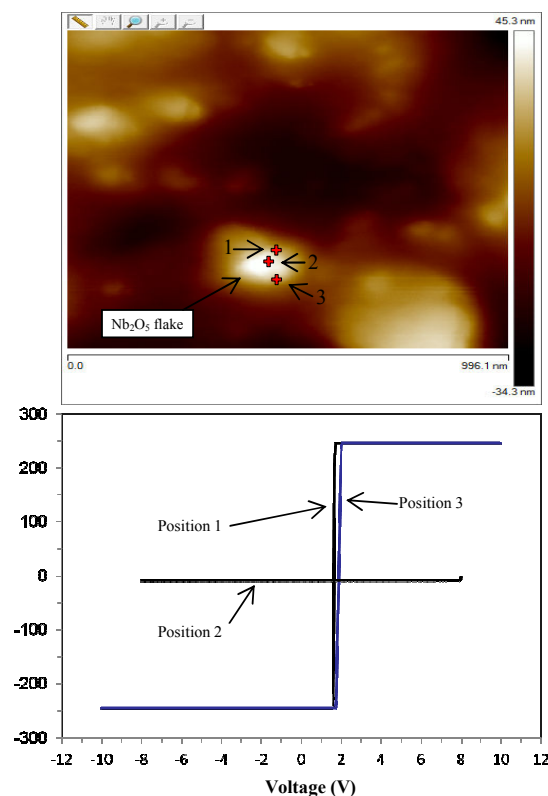 45.3 nm
1
2
3
Nb₂O₅ flake
0.0
996.1 nm
-34.3 nm
300
200
100
0
-100
-200
-300
Position 1
Position 3
Position 2
-12 -10 -8 -6 -4 -2 0 2 4 6 8 10 12
Voltage (V)